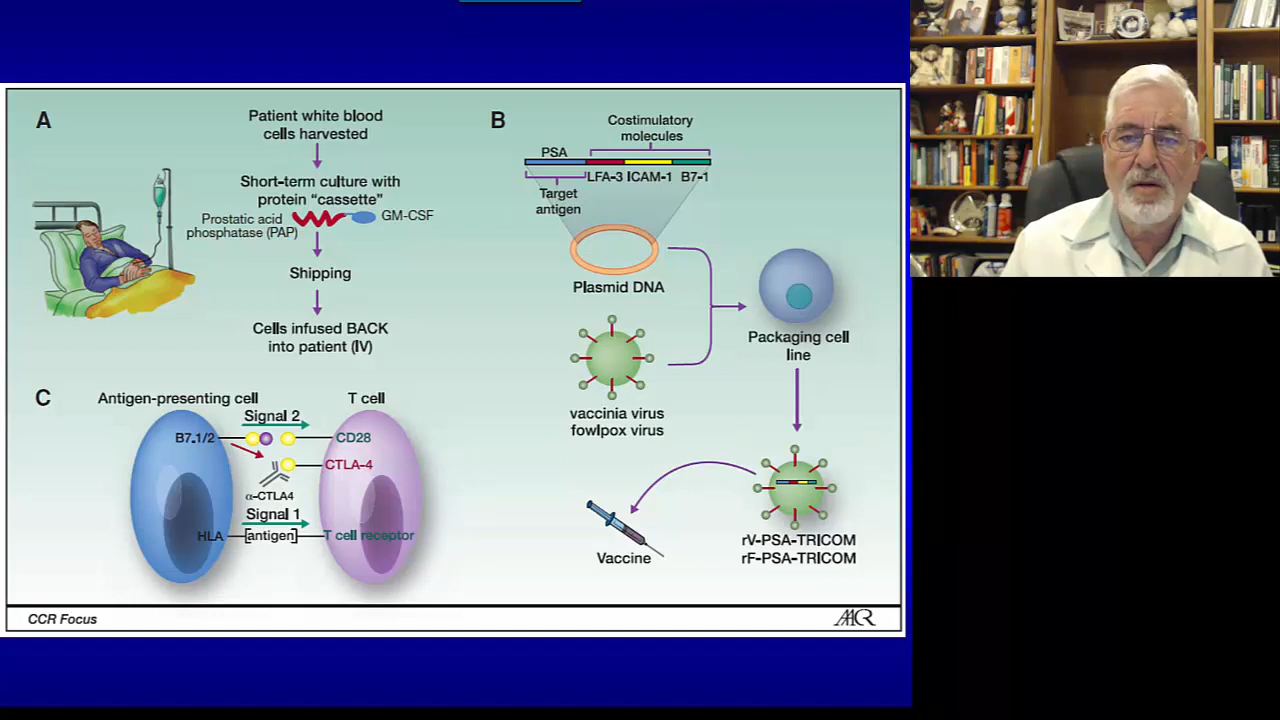 A
Patient white blood
cells harvested
Short-term culture with
protein “cassette”
Prostatic acid
phosphatase (PAP)
GM-CSF
Shipping
Cells infused BACK
into patient (IV)
B
Costimulatory
molecules
PSA
LFA-3 ICAM-1 B7-1
Target
antigen
Plasmid DNA
Packaging cell
line
vaccinia virus
fowlpox virus
rV-PSA-TRICOM
rF-PSA-TRICOM
Vaccine
C
Antigen-presenting cell
T cell
Signal 2
B7.1/2
CD28
CTLA-4
α-CTLA4
Signal 1
HLA
[antigen]
T cell receptor
CCR Focus
AACR